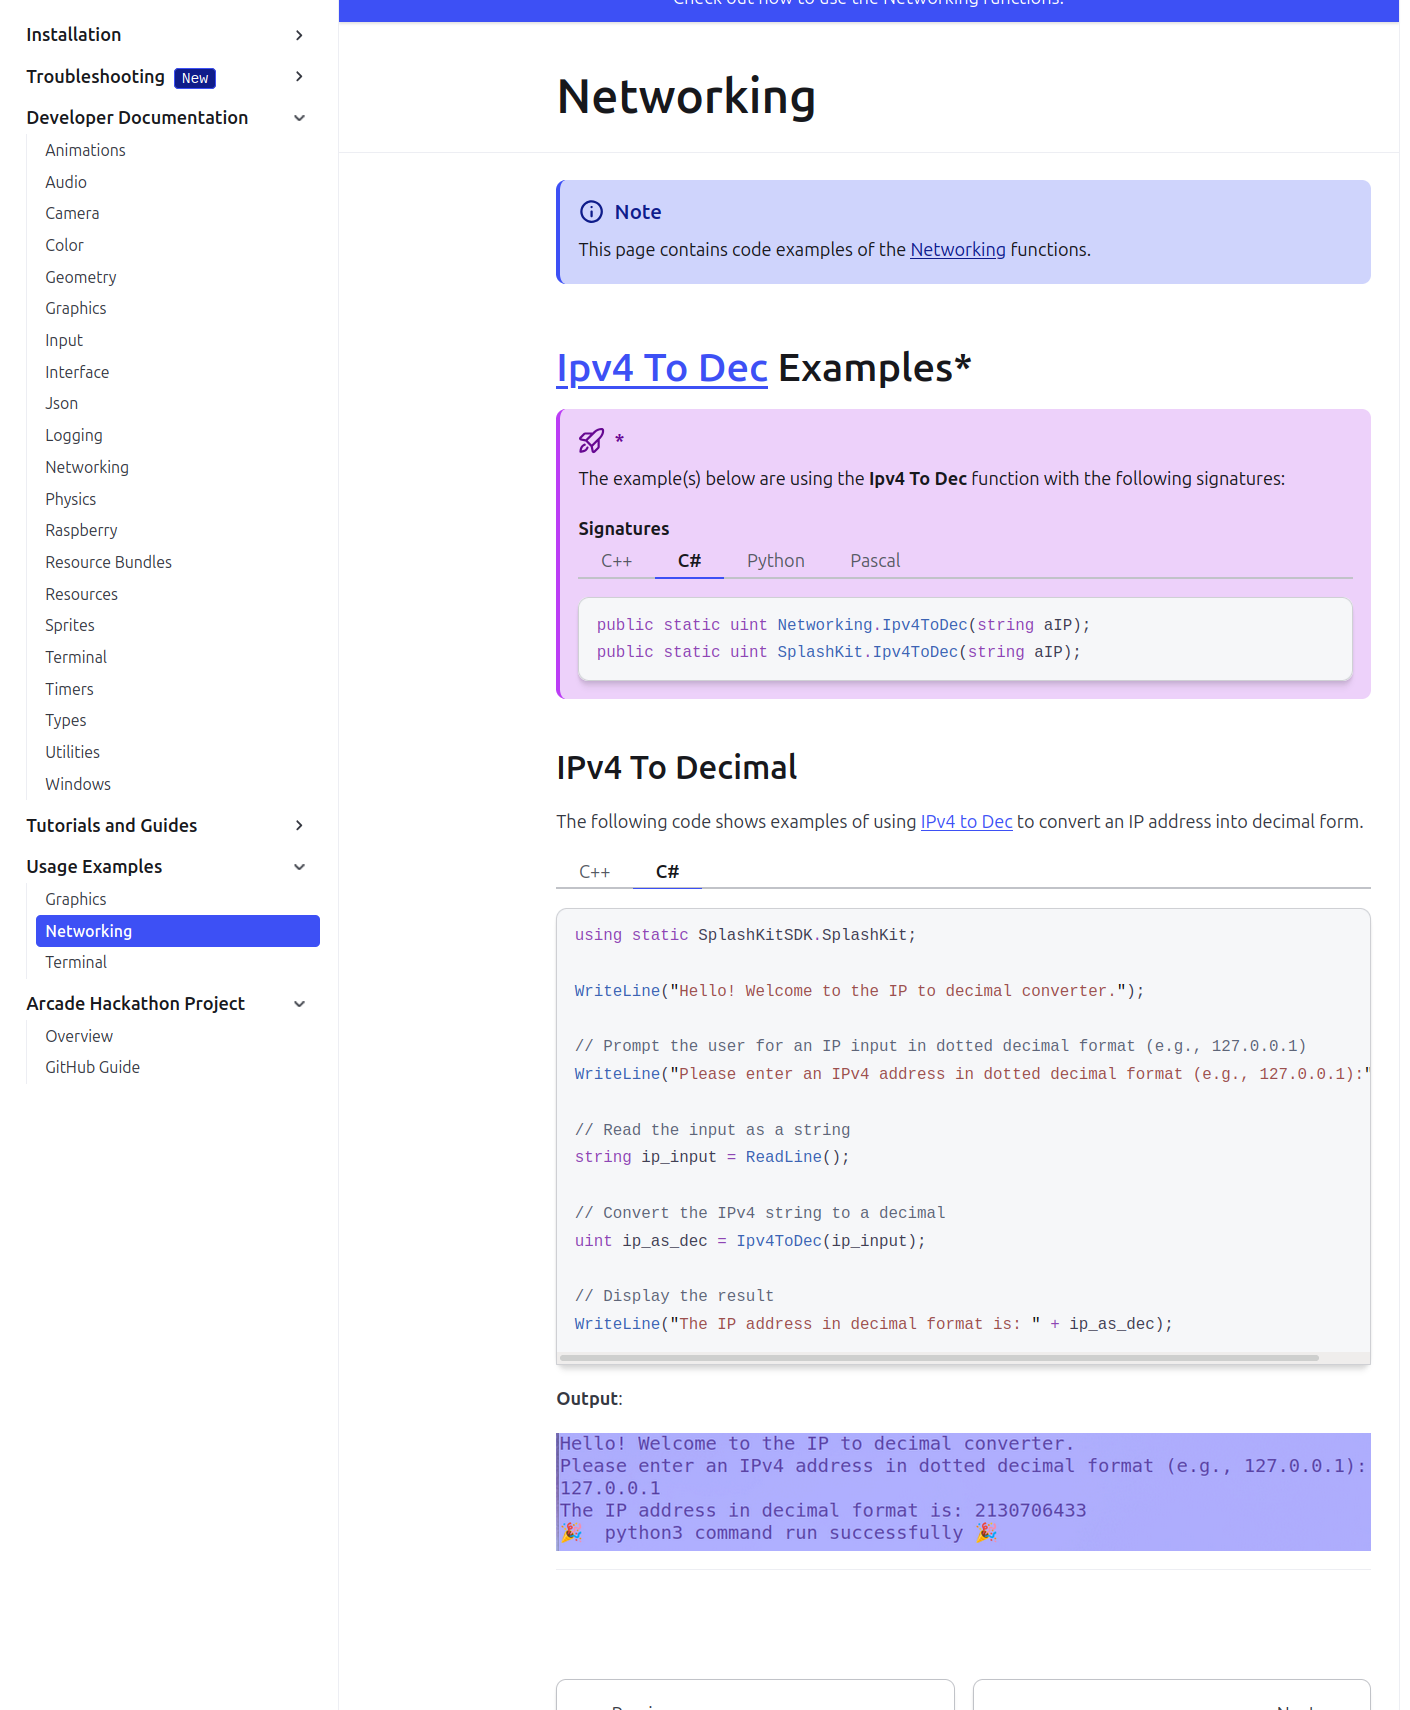 Installation
Troubleshooting New
Developer Documentation
Animations
Audio
Camera
Color
Geometry
Graphics
Input
Interface
Json
Logging
Networking
Physics
Raspberry
Resource Bundles
Resources
Sprites
Terminal
Timers
Types
Utilities
Windows
Tutorials and Guides
Usage Examples
Graphics
Networking
Terminal
Arcade Hackathon Project
Overview
GitHub Guide
Check out how to use the Networking functions.
Networking
Note
This page contains code examples of the Networking functions.
Ipv4 To Dec Examples*
*
The example(s) below are using the Ipv4 To Dec function with the following signatures:
Signatures
C++ C# Python Pascal
public static uint Networking.Ipv4ToDec(string aIP);
public static uint SplashKit.Ipv4ToDec(string aIP);
IPv4 To Decimal
The following code shows examples of using IPv4 to Dec to convert an IP address into decimal form.
C++ C#
using static SplashKitSDK.SplashKit;
WriteLine("Hello! Welcome to the IP to decimal converter.");
// Prompt the user for an IP input in dotted decimal format (e.g., 127.0.0.1)
WriteLine("Please enter an IPv4 address in dotted decimal format (e.g., 127.0.0.1):"
// Read the input as a string
string ip_input = ReadLine();
// Convert the IPv4 string to a decimal
uint ip_as_dec = Ipv4ToDec(ip_input);
// Display the result
WriteLine("The IP address in decimal format is: " + ip_as_dec);
Output:
Hello! Welcome to the IP to decimal converter.
Please enter an IPv4 address in dotted decimal format (e.g., 127.0.0.1):
127.0.0.1
The IP address in decimal format is: 2130706433
🎉 python3 command run successfully 🎉